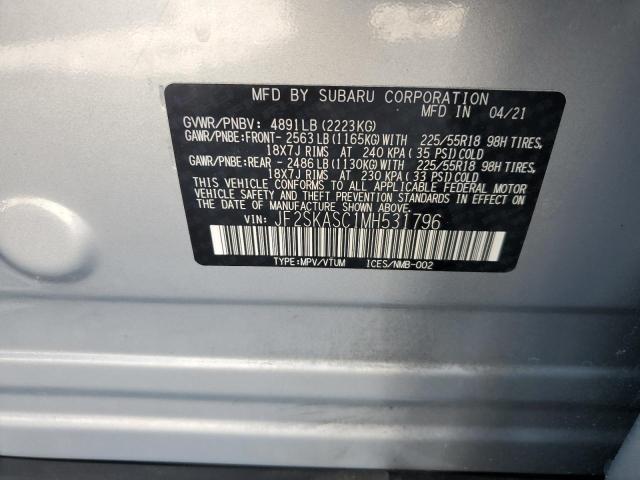 MFD BY SUBARU CORPORATION
MFD IN 04/21
GVWR/PNBV: 4891LB (2223KG)
GAWR/PNBE:FRONT- 2563LB (1165KG)WITH 225/55R18 98H TIRES,
18X7J RIMS AT 240 KPA ( 35 PSI) COLD
GAWR/PNBE:REAR - 2486LB (1130KG)WITH 225/55R18 98H TIRES,
18X7J RIMS AT 230 KPA ( 33 PSI) COLD
THIS VEHICLE CONFORMS TO ALL APPLICABLE FEDERAL MOTOR
VEHICLE SAFETY AND THEFT PREVENTION STANDARDS IN EFFECT ON
THE DATE OF MANUFACTURE SHOWN ABOVE.
VIN: JF2SKASC1MH531796
TYPE:MPV/VTUM ICES/NMB-002